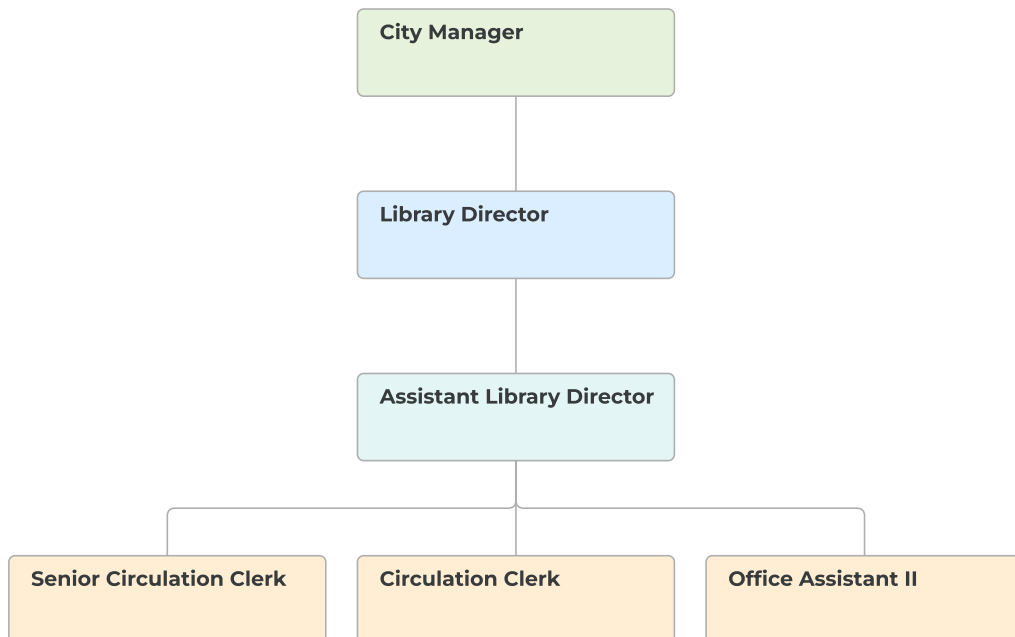 City Manager
Library Director
Assistant Library Director
Senior Circulation Clerk
Circulation Clerk
Office Assistant II